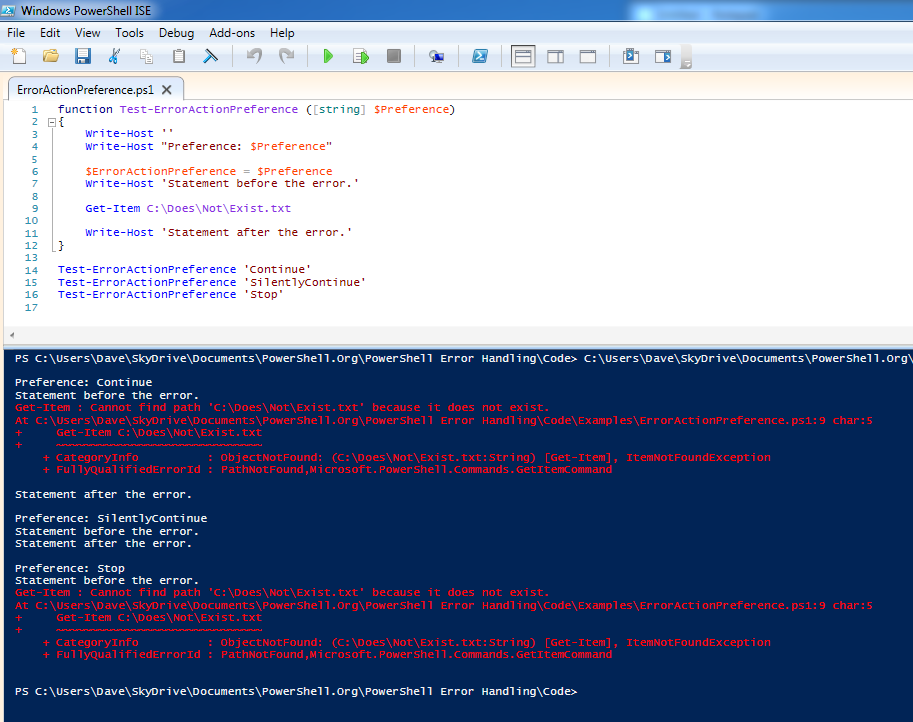 Windows PowerShell ISE
File Edit View Tools Debug Add-ons Help
ErrorActionPreference.ps1
1 function Test-ErrorActionPreference ([string] $Preference)
2 {
3 Write-Host ''
4 Write-Host "Preference: $Preference"
5
6 $ErrorActionPreference = $Preference
7 Write-Host 'Statement before the error.'
8
9 Get-Item C:\Does\Not\Exist.txt
10
11 Write-Host 'Statement after the error.'
12 }
13
14 Test-ErrorActionPreference 'Continue'
15 Test-ErrorActionPreference 'SilentlyContinue'
16 Test-ErrorActionPreference 'Stop'
17
PS C:\Users\Dave\SkyDrive\Documents\PowerShell.Org\PowerShell Error Handling\Code> C:\Users\Dave\SkyDrive\Documents\PowerShell.Org\
Preference: Continue
Statement before the error.
Get-Item : Cannot find path 'C:\Does\Not\Exist.txt' because it does not exist.
At C:\Users\Dave\SkyDrive\Documents\PowerShell.Org\PowerShell Error Handling\Code\Examples\ErrorActionPreference.ps1:9 char:5
+     Get-Item C:\Does\Not\Exist.txt
+     ~~~~~~~~~~~~~~~~~~~~~~~~~~~~~~
    + CategoryInfo          : ObjectNotFound: (C:\Does\Not\Exist.txt:String) [Get-Item], ItemNotFoundException
    + FullyQualifiedErrorId : PathNotFound,Microsoft.PowerShell.Commands.GetItemCommand
Statement after the error.
Preference: SilentlyContinue
Statement before the error.
Statement after the error.
Preference: Stop
Statement before the error.
Get-Item : Cannot find path 'C:\Does\Not\Exist.txt' because it does not exist.
At C:\Users\Dave\SkyDrive\Documents\PowerShell.Org\PowerShell Error Handling\Code\Examples\ErrorActionPreference.ps1:9 char:5
+     Get-Item C:\Does\Not\Exist.txt
+     ~~~~~~~~~~~~~~~~~~~~~~~~~~~~~~
    + CategoryInfo          : ObjectNotFound: (C:\Does\Not\Exist.txt:String) [Get-Item], ItemNotFoundException
    + FullyQualifiedErrorId : PathNotFound,Microsoft.PowerShell.Commands.GetItemCommand
PS C:\Users\Dave\SkyDrive\Documents\PowerShell.Org\PowerShell Error Handling\Code>